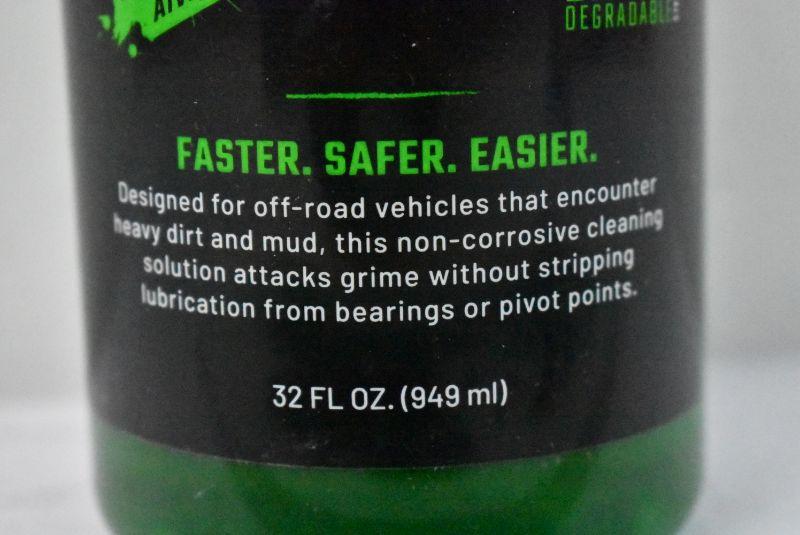 DEGRADABLE
FASTER. SAFER. EASIER.
Designed for off-road vehicles that encounter
heavy dirt and mud, this non-corrosive cleaning
solution attacks grime without stripping
lubrication from bearings or pivot points.
32 FL OZ. (949 ml)